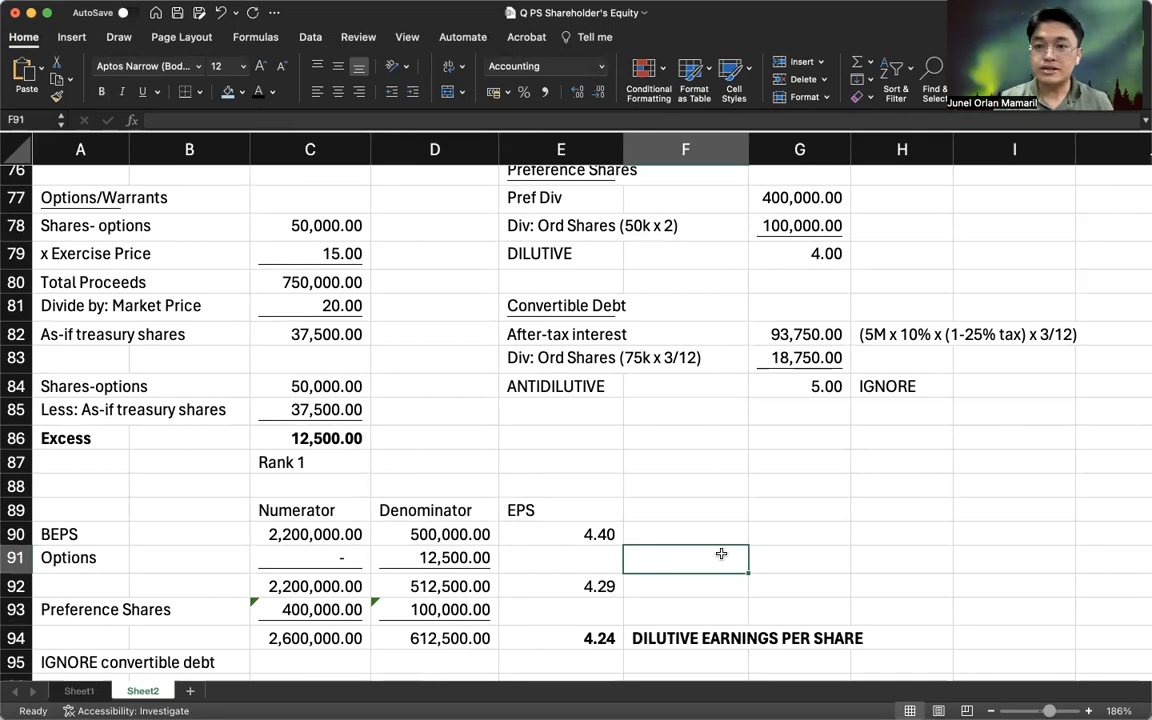 AutoSave
Q PS Shareholder's Equity
Home Insert Draw Page Layout Formulas Data Review View Automate Acrobat Tell me
Paste
Aptos Narrow (Bod... 12
Accounting
Conditional Formatting
Format as Table
Cell Styles
Insert
Delete
Format
Sort & Filter
Find & Selec
Junel Orlan Mamaril
F91
A B C D E F G H I
76 Preference Shares
77 Options/Warrants Pref Div 400,000.00
78 Shares- options 50,000.00 Div: Ord Shares (50k x 2) 100,000.00
79 x Exercise Price 15.00 DILUTIVE 4.00
80 Total Proceeds 750,000.00
81 Divide by: Market Price 20.00 Convertible Debt
82 As-if treasury shares 37,500.00 After-tax interest 93,750.00 (5M x 10% x (1-25% tax) x 3/12)
83 Div: Ord Shares (75k x 3/12) 18,750.00
84 Shares-options 50,000.00 ANTIDILUTIVE 5.00 IGNORE
85 Less: As-if treasury shares 37,500.00
86 Excess 12,500.00
87 Rank 1
88
89 Numerator Denominator EPS
90 BEPS 2,200,000.00 500,000.00 4.40
91 Options - 12,500.00
92 2,200,000.00 512,500.00 4.29
93 Preference Shares 400,000.00 100,000.00
94 2,600,000.00 612,500.00 4.24 DILUTIVE EARNINGS PER SHARE
95 IGNORE convertible debt
Sheet1 Sheet2
Ready Accessibility: Investigate 186%